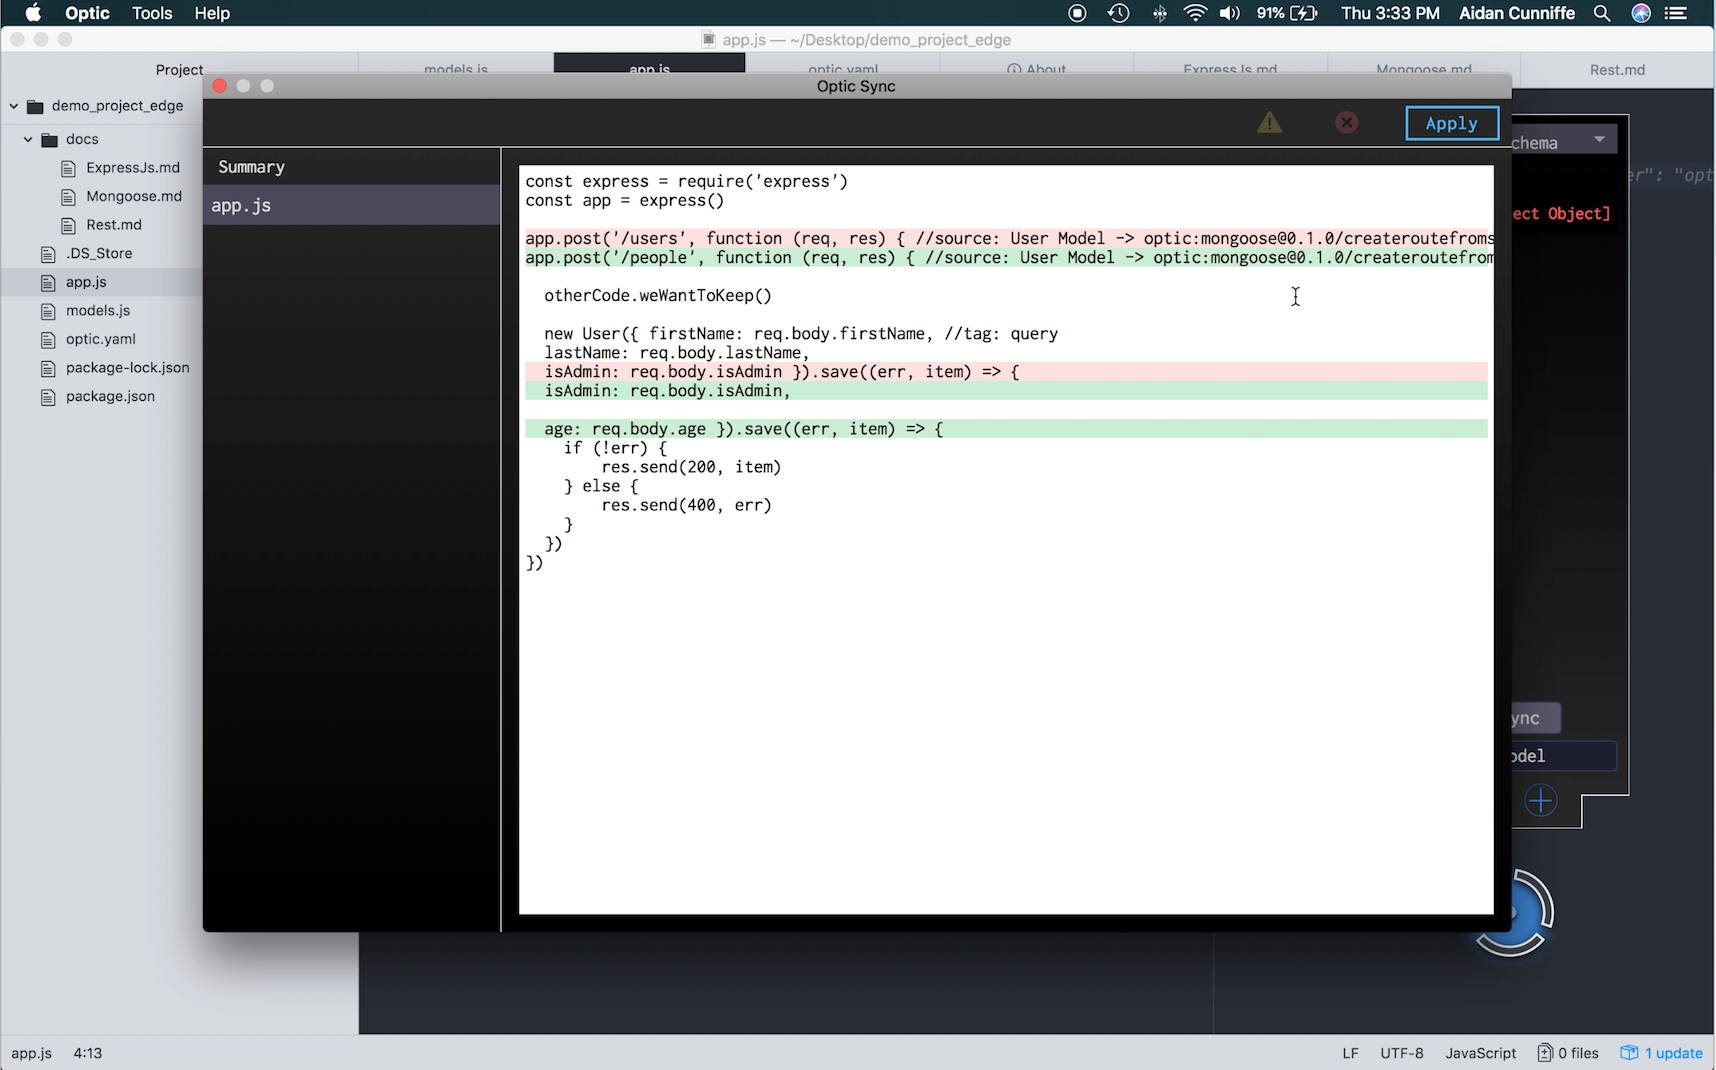 Optic Tools Help 91% Thu 3:33 PM Aidan Cunniffe
app.js — ~/Desktop/demo_project_edge
Project models.js app.js optic.yaml About ExpressJs.md Mongoose.md Rest.md
Optic Sync
demo_project_edge
docs
ExpressJs.md
Mongoose.md
Rest.md
.DS_Store
app.js
models.js
optic.yaml
package-lock.json
package.json
Apply
Summary
app.js
const express = require('express')
const app = express()
app.post('/users', function (req, res) { //source: User Model -> optic:mongoose@0.1.0/createroutefroms
app.post('/people', function (req, res) { //source: User Model -> optic:mongoose@0.1.0/createroutefrom
otherCode.weWantToKeep()
new User({ firstName: req.body.firstName, //tag: query
lastName: req.body.lastName,
isAdmin: req.body.isAdmin }).save((err, item) => {
isAdmin: req.body.isAdmin,
age: req.body.age }).save((err, item) => {
if (!err) {
res.send(200, item)
} else {
res.send(400, err)
}
})
})
chema
er": "opt
ect Object]
ync
odel
app.js 4:13 LF UTF-8 JavaScript 0 files 1 update